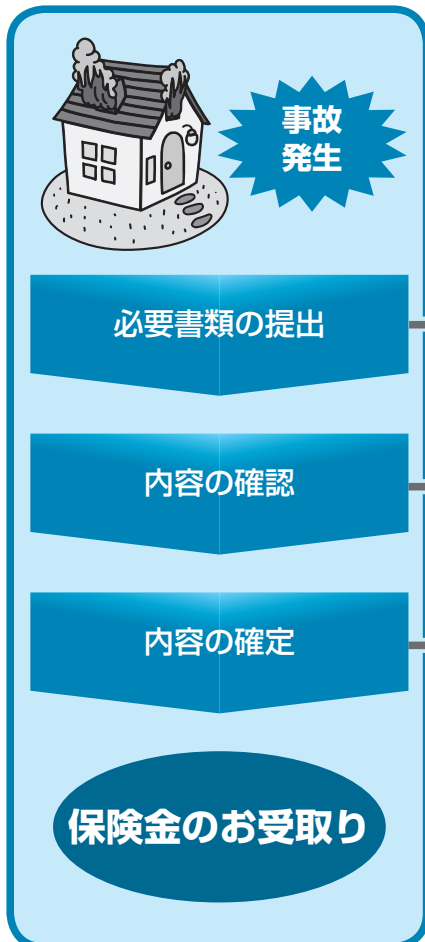 事故
発生
必要書類の提出
内容の確認
内容の確定
保険金のお受取り